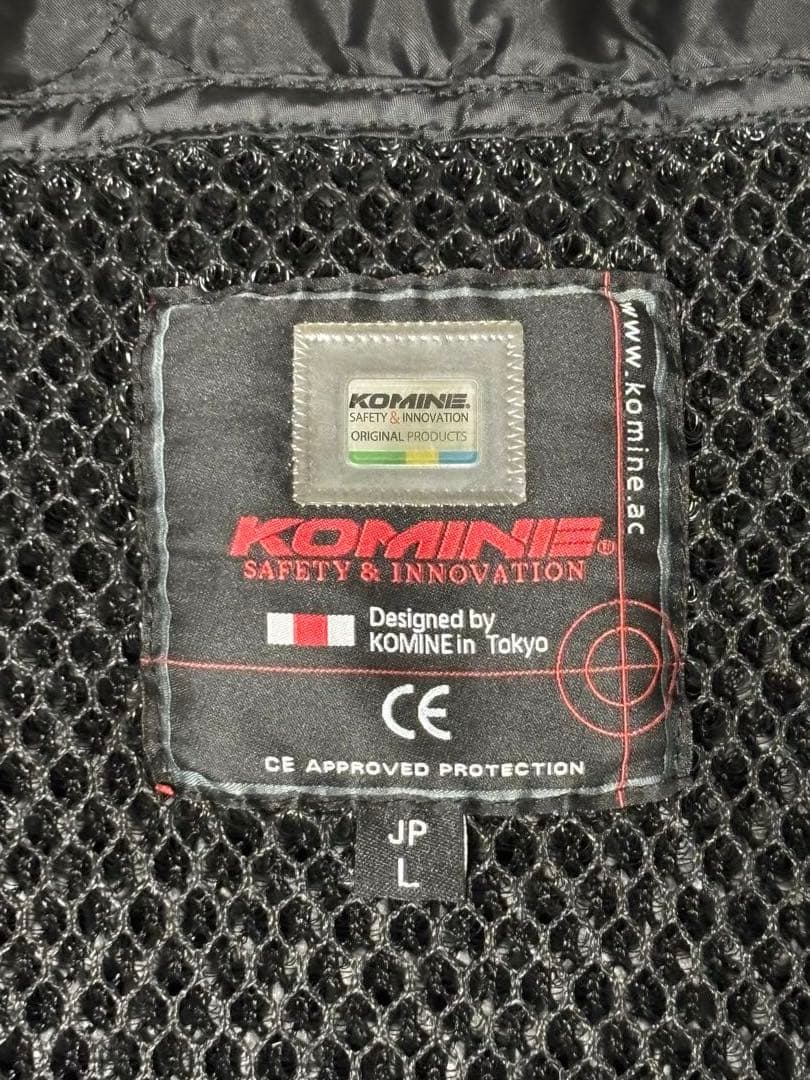 KOMINE®
SAFETY & INNOVATION
ORIGINAL PRODUCTS
www.komine.ac
KOMINE®
SAFETY & INNOVATION
Designed by
KOMINE in Tokyo
CE
CE APPROVED PROTECTION
JP
L